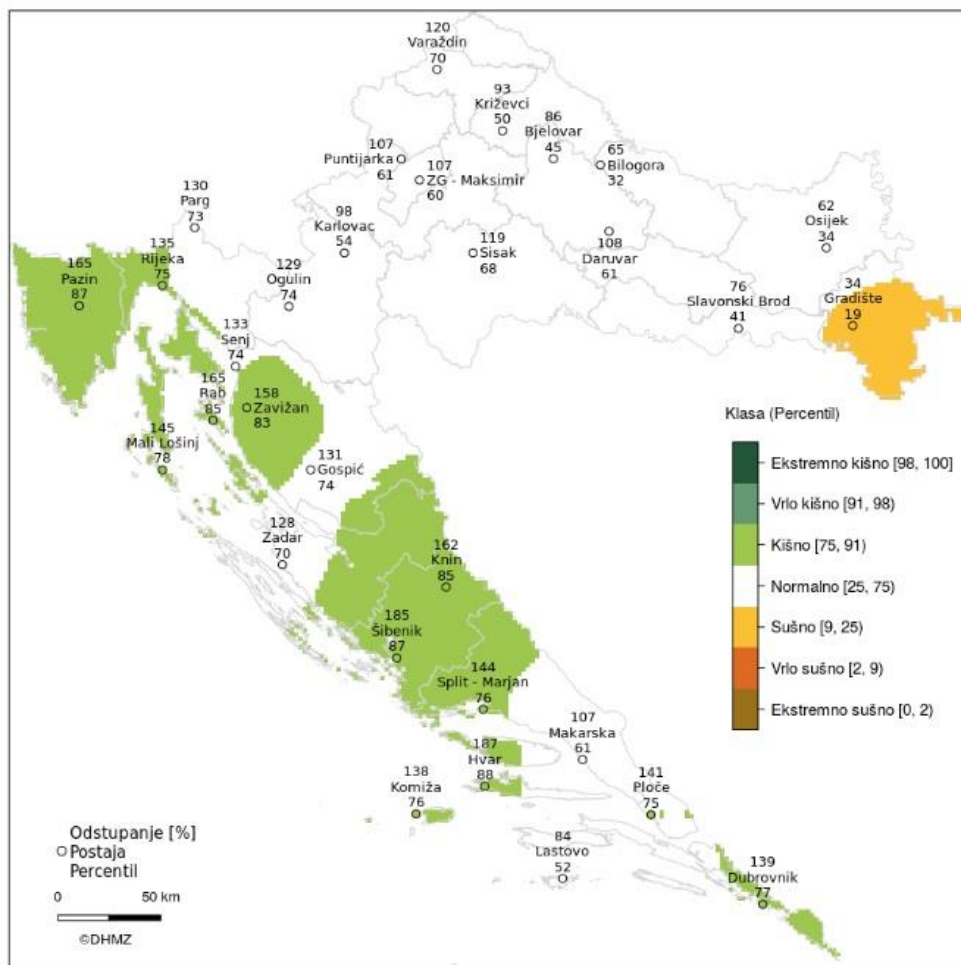 120
Varaždin
70
93
Križevci
50
86
Bjelovar
45
107
Puntijarka
61
107
ZG - Maksimir
60
65
Bilogora
32
130
Parg
73
98
Karlovac
54
119
Sisak
68
108
Daruvar
61
62
Osijek
34
135
Rijeka
75
165
Pazin
87
129
Ogulin
74
76
Slavonski Brod
41
34
Gradište
19
133
Senj
74
165
Rab
85
158
Zavižan
83
145
Mali Lošinj
78
131
Gospić
74
128
Zadar
70
162
Knin
85
185
Šibenik
87
144
Split - Marjan
76
107
Makarska
61
187
Hvar
88
138
Komiža
76
141
Ploče
75
84
Lastovo
52
139
Dubrovnik
77
Klasa (Percentil)
Ekstremno kišno [98, 100]
Vrlo kišno [91, 98)
Kišno [75, 91)
Normalno [25, 75)
Sušno [9, 25)
Vrlo sušno [2, 9)
Ekstremno sušno [0, 2)
Odstupanje [%]
Postaja
Percentil
0 50 km
©DHMZ